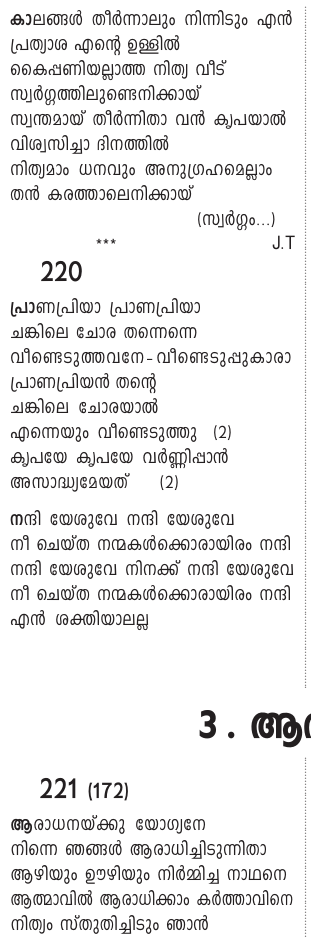 കാലങ്ങൾ തീർന്നാലും നിന്നിടും എൻ
പ്രത്യാശ എന്റെ ഉള്ളിൽ
കൈപ്പണിയല്ലാത്ത നിത്യ വീട്
സ്വർഗ്ഗത്തിലുണ്ടെനിക്കായ്
സ്വന്തമായ് തീർന്നിതാ വൻ കൃപയാൽ
വിശ്വസിച്ചാ ദിനത്തിൽ
നിത്യമാം ധനവും അനുഗ്രഹമെല്ലാം
തൻ കരത്താലെനിക്കായ്
(സ്വർഗ്ഗം...)
*** J.T
220
പ്രാണപ്രിയാ പ്രാണപ്രിയാ
ചങ്കിലെ ചോര തന്നെന്നെ
വീണ്ടെടുത്തവനേ - വീണ്ടെടുപ്പുകാരാ
പ്രാണപ്രിയൻ തന്റെ
ചങ്കിലെ ചോരയാൽ
എന്നെയും വീണ്ടെടുത്തു (2)
കൃപയേ കൃപയേ വർണ്ണിപ്പാൻ
അസാദ്ധ്യമേയത് (2)
നന്ദി യേശുവേ നന്ദി യേശുവേ
നീ ചെയ്ത നന്മകൾക്കൊരായിരം നന്ദി
നന്ദി യേശുവേ നിനക്ക് നന്ദി യേശുവേ
നീ ചെയ്ത നന്മകൾക്കൊരായിരം നന്ദി
എൻ ശക്തിയാലല്ല
3 .
221 (172)
ആരാധനയ്ക്കു യോഗ്യനേ
നിന്നെ ഞങ്ങൾ ആരാധിച്ചിടുന്നിതാ
ആഴിയും ഊഴിയും നിർമ്മിച്ച നാഥനെ
ആത്മാവിൽ ആരാധിക്കാം കർത്താവിനെ
നിത്യം സ്തുതിച്ചിടും ഞാൻ